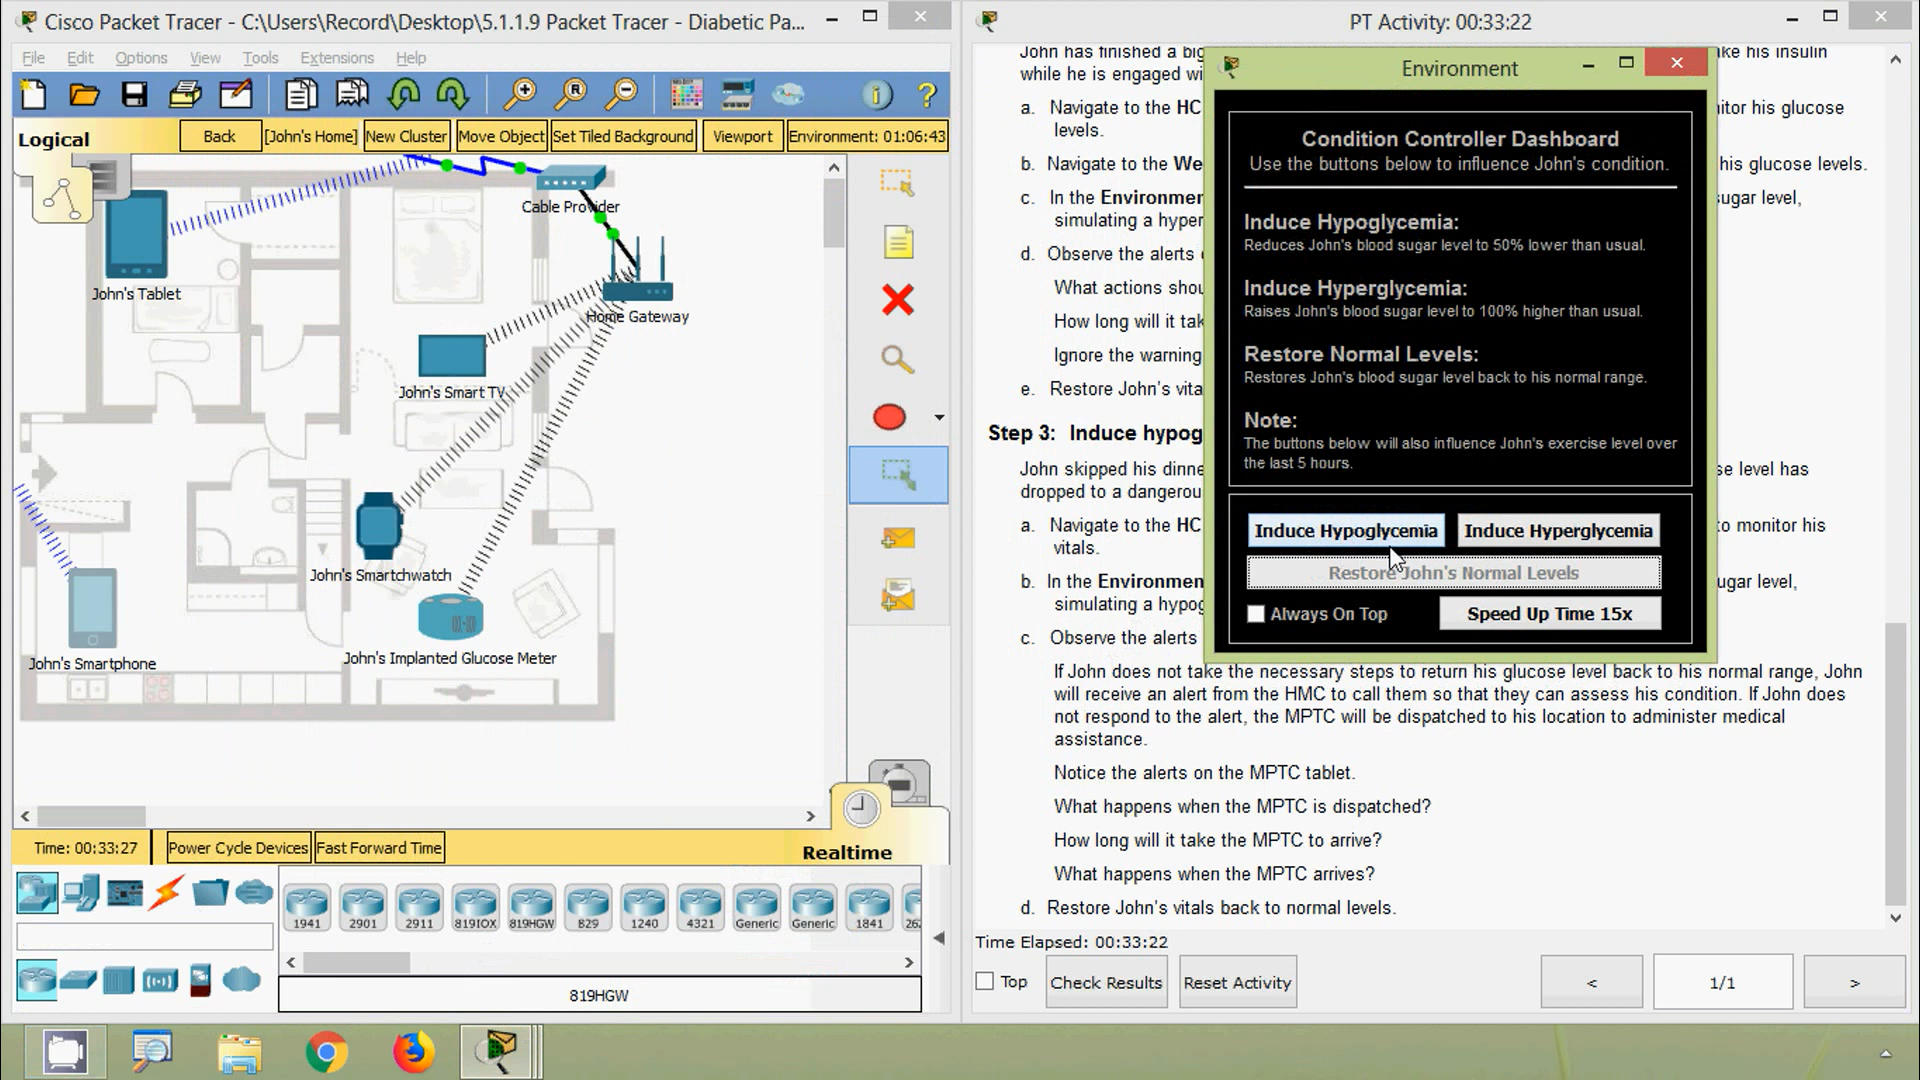 Cisco Packet Tracer - C:\Users\Record\Desktop\5.1.1.9 Packet Tracer - Diabetic Pa...
File Edit Options View Tools Extensions Help
Logical
Back
[John's Home]
New Cluster
Move Object
Set Tiled Background
Viewport
Environment: 01:06:43
Cable Provider
John's Tablet
Home Gateway
John's Smart TV
John's Smartchwatch
John's Smartphone
John's Implanted Glucose Meter
Time: 00:33:27
Power Cycle Devices
Fast Forward Time
Realtime
1941 2901 2911 819IOX 819HGW 829 1240 4321 Generic Generic 1841 262
819HGW
PT Activity: 00:33:22
John has finished a big
ke his insulin
while he is engaged wi
a. Navigate to the HC
itor his glucose
levels.
b. Navigate to the We
his glucose levels.
c. In the Environmen
sugar level,
simulating a hyper
d. Observe the alerts
What actions shou
How long will it tak
Ignore the warning
e. Restore John's vita
Step 3: Induce hypog
John skipped his dinne
se level has
dropped to a dangerou
a. Navigate to the HC
to monitor his
vitals.
b. In the Environmen
ugar level,
simulating a hypog
c. Observe the alerts
If John does not take the necessary steps to return his glucose level back to his normal range, John
will receive an alert from the HMC to call them so that they can assess his condition. If John does
not respond to the alert, the MPTC will be dispatched to his location to administer medical
assistance.
Notice the alerts on the MPTC tablet.
What happens when the MPTC is dispatched?
How long will it take the MPTC to arrive?
What happens when the MPTC arrives?
d. Restore John's vitals back to normal levels.
Time Elapsed: 00:33:22
Top
Check Results
Reset Activity
<
1/1
>
Environment
Condition Controller Dashboard
Use the buttons below to influence John's condition.
Induce Hypoglycemia:
Reduces John's blood sugar level to 50% lower than usual.
Induce Hyperglycemia:
Raises John's blood sugar level to 100% higher than usual.
Restore Normal Levels:
Restores John's blood sugar level back to his normal range.
Note:
The buttons below will also influence John's exercise level over
the last 5 hours.
Induce Hypoglycemia
Induce Hyperglycemia
Restore John's Normal Levels
Always On Top
Speed Up Time 15x